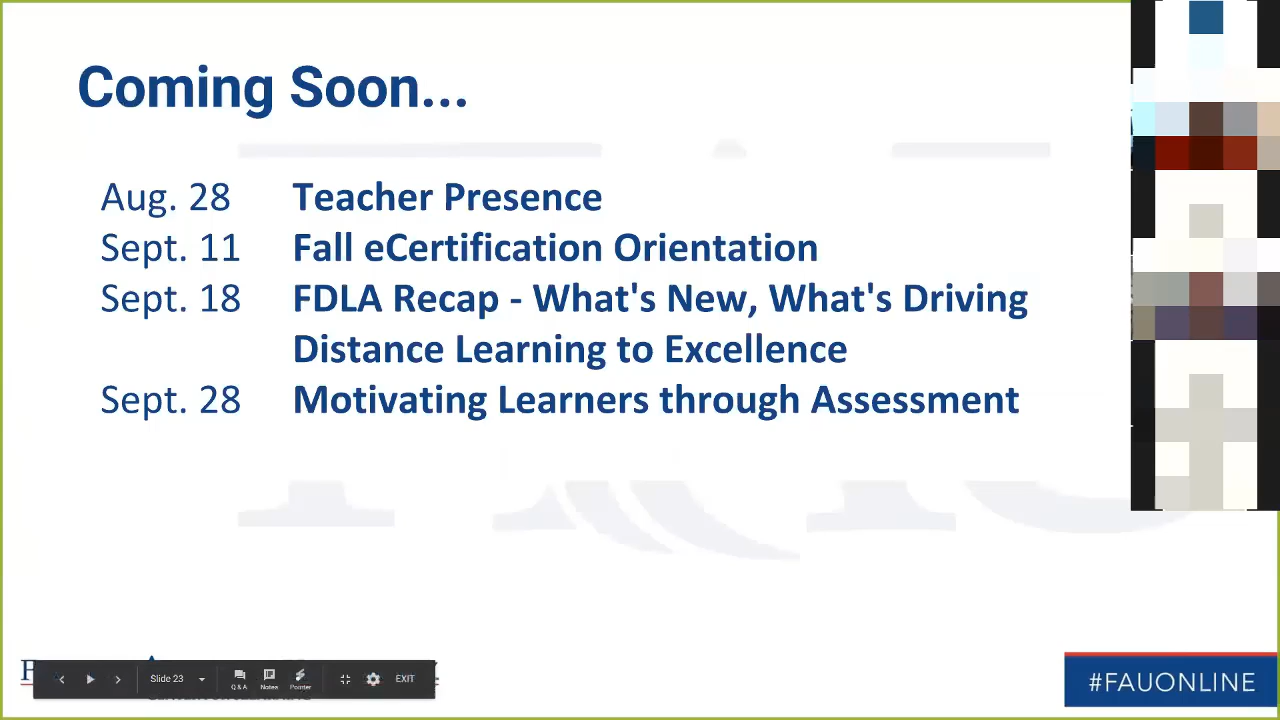 Coming Soon...
Aug. 28 Teacher Presence
Sept. 11 Fall eCertification Orientation
Sept. 18 FDLA Recap - What's New, What's Driving
Distance Learning to Excellence
Sept. 28 Motivating Learners through Assessment
Slide 23
Q & A Notes Pointer
EXIT
#FAUONLINE